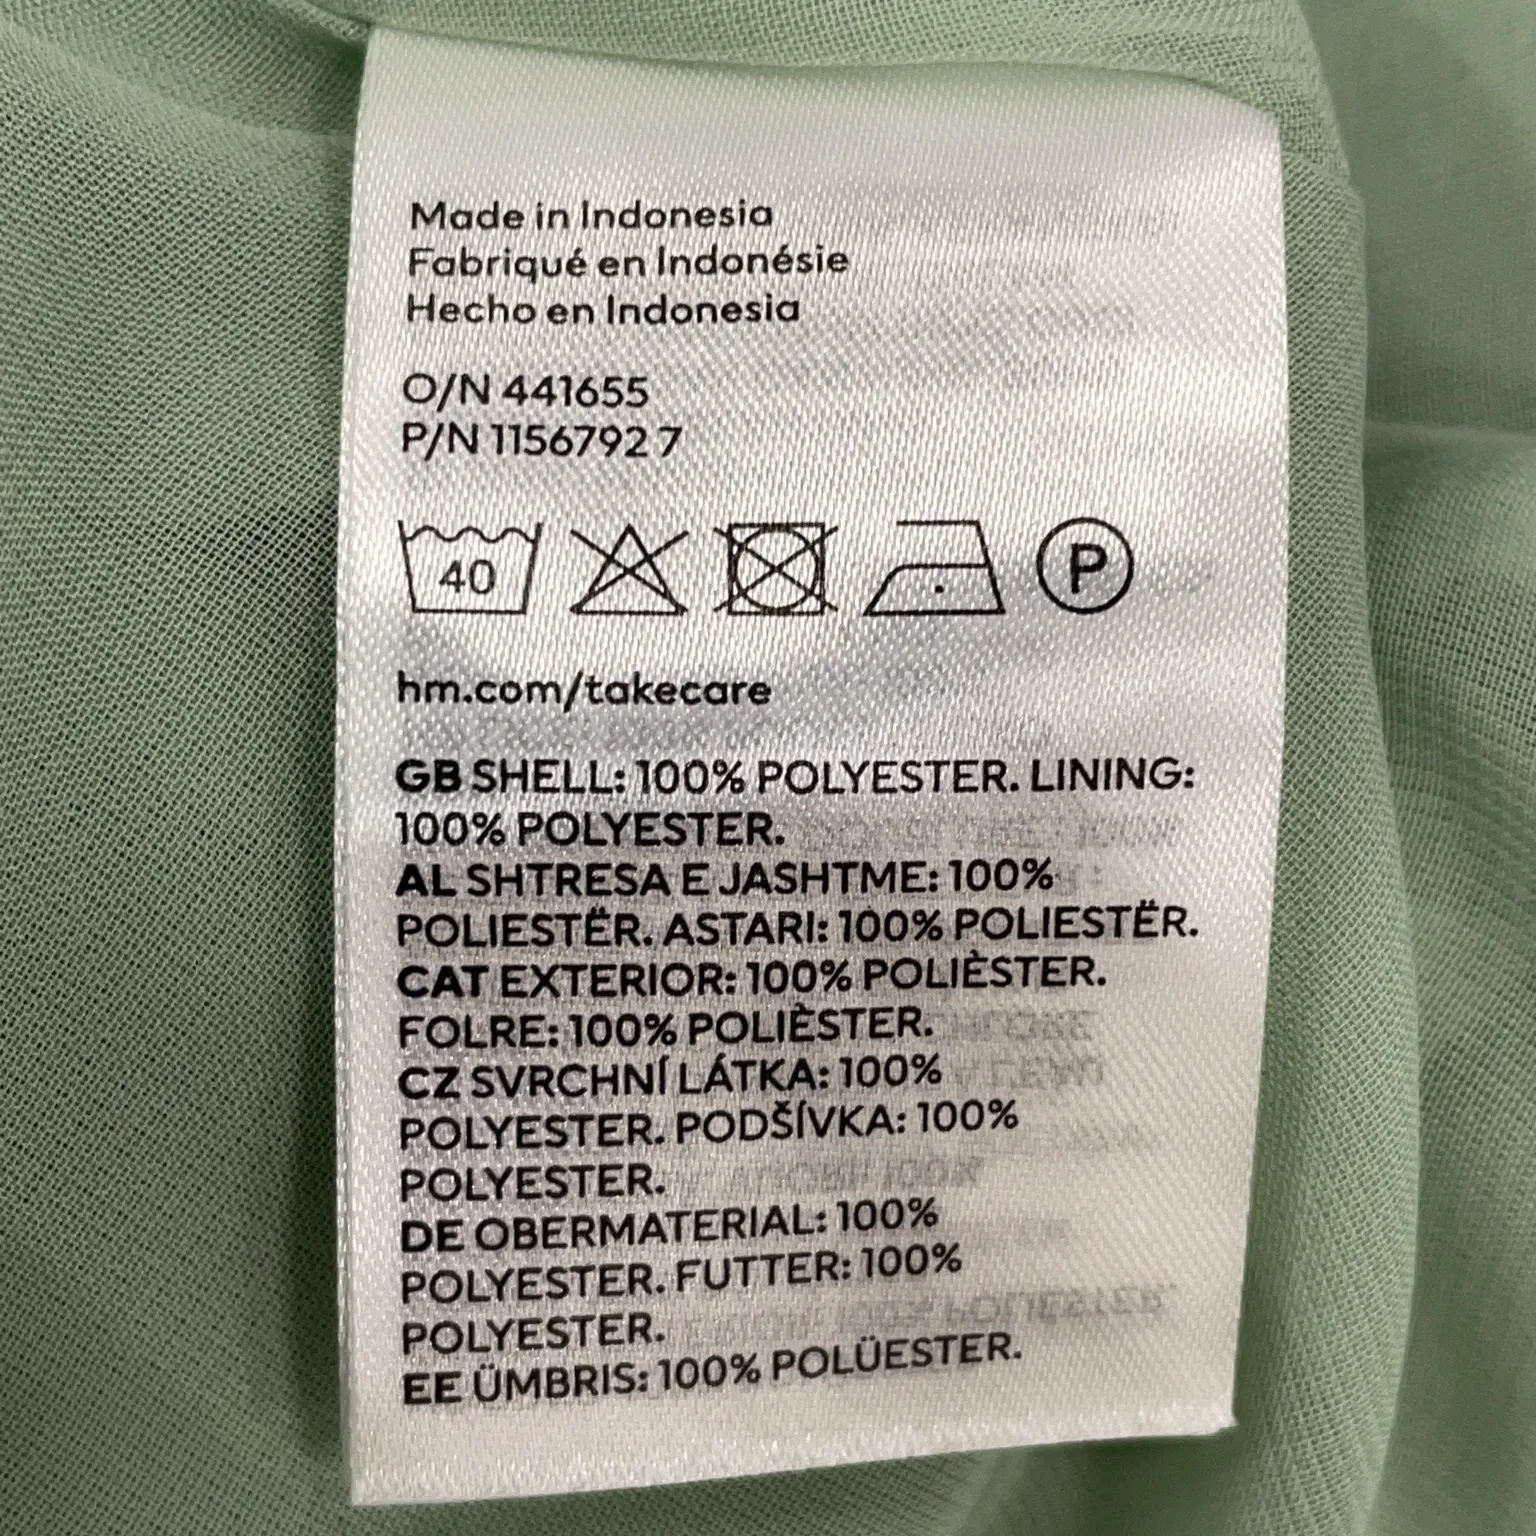 Made in Indonesia
Fabriqué en Indonésie
Hecho en Indonesia
O/N 441655
P/N 1156792 7
40
P
hm.com/takecare
GB SHELL: 100% POLYESTER. LINING:
100% POLYESTER.
AL SHTRESA E JASHTME: 100%
POLIESTËR. ASTARI: 100% POLIESTËR.
CAT EXTERIOR: 100% POLIÈSTER.
FOLRE: 100% POLIÈSTER.
CZ SVRCHNÍ LÁTKA: 100%
POLYESTER. PODŠÍVKA: 100%
POLYESTER.
DE OBERMATERIAL: 100%
POLYESTER. FUTTER: 100%
POLYESTER.
EE ÜMBRIS: 100% POLÜESTER.